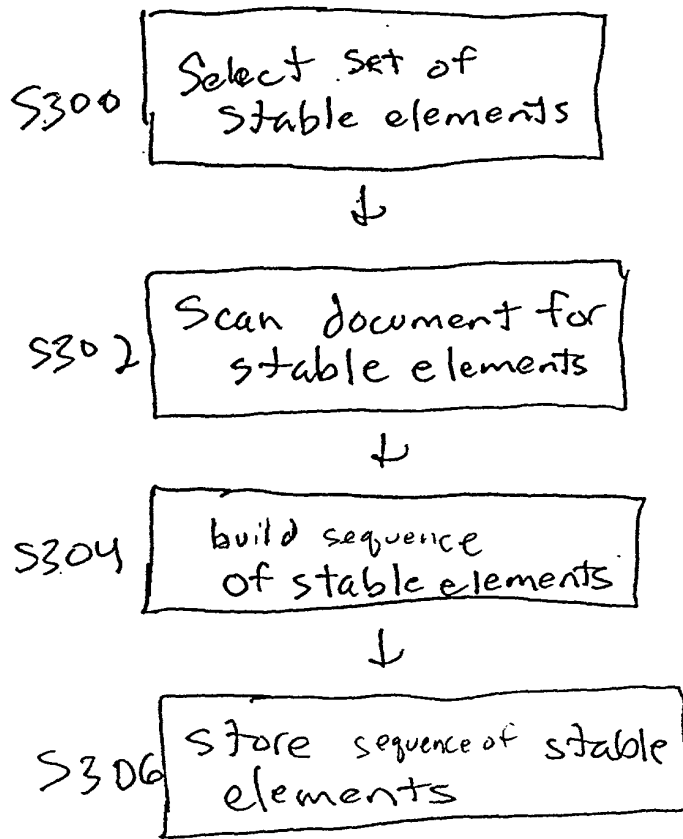 S300
Select set of
stable elements
S302
Scan document for
stable elements
S304
build sequence
of stable elements
S306
store sequence of stable
elements